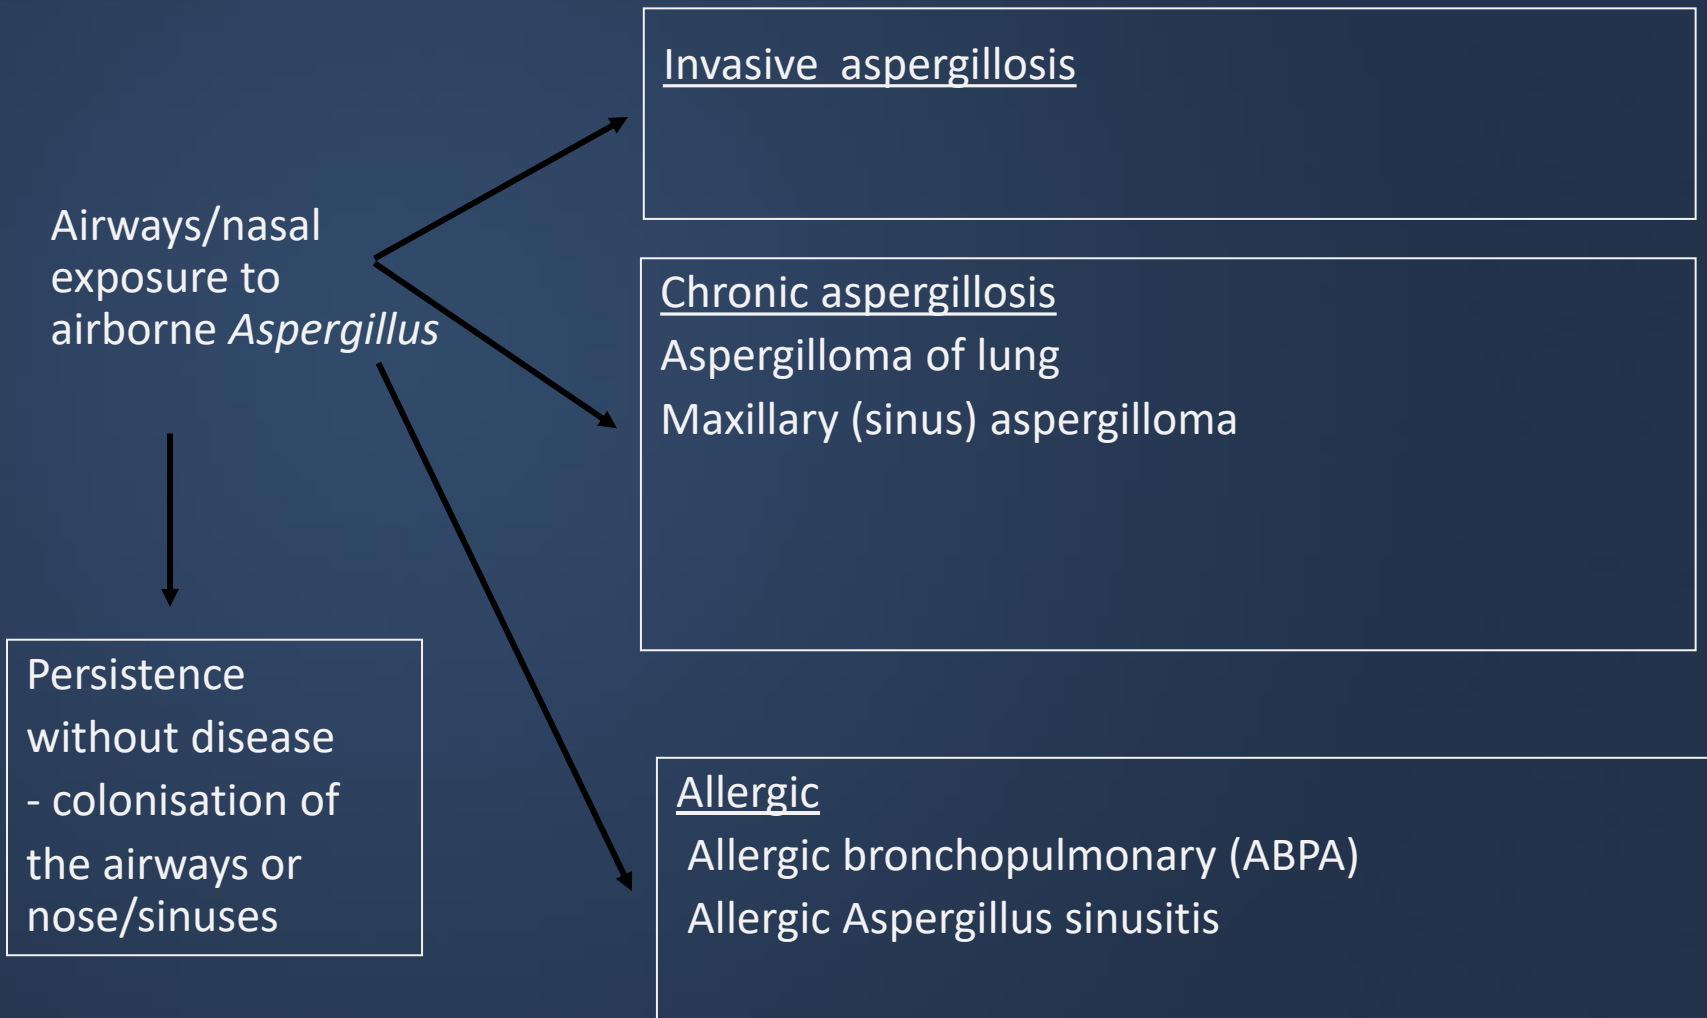 Airways/nasal
exposure to
airborne Aspergillus
Persistence
without disease
- colonisation of
the airways or
nose/sinuses
Invasive  aspergillosis
Chronic aspergillosis
Aspergilloma of lung
Maxillary (sinus) aspergilloma
Allergic
Allergic bronchopulmonary (ABPA)
Allergic Aspergillus sinusitis